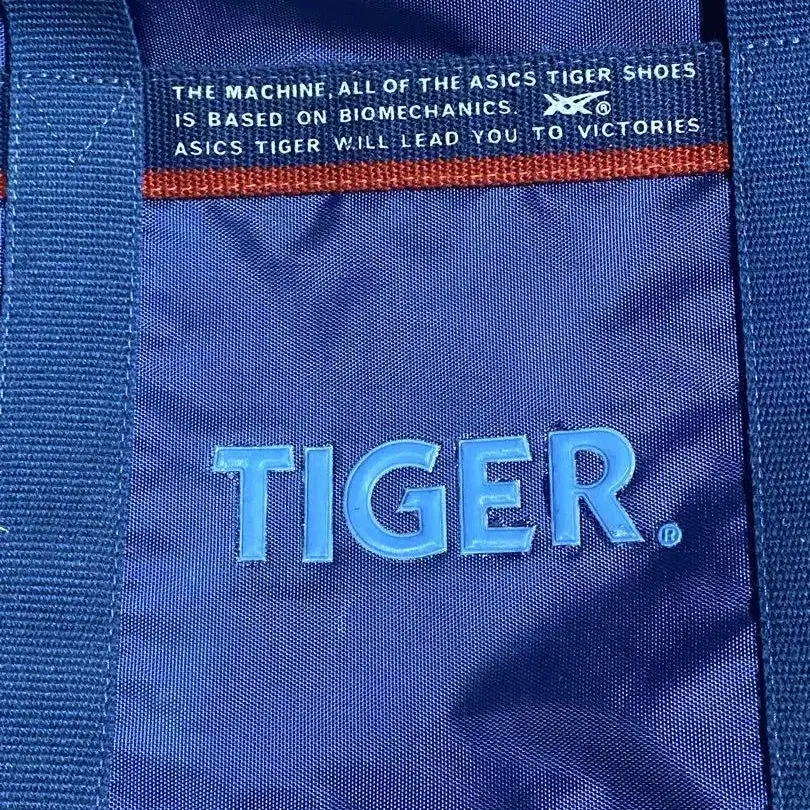 THE MACHINE, ALL OF THE ASICS TIGER SHOES
IS BASED ON BIOMECHANICS. ®
ASICS TIGER WILL LEAD YOU TO VICTORIES.
TIGER.®